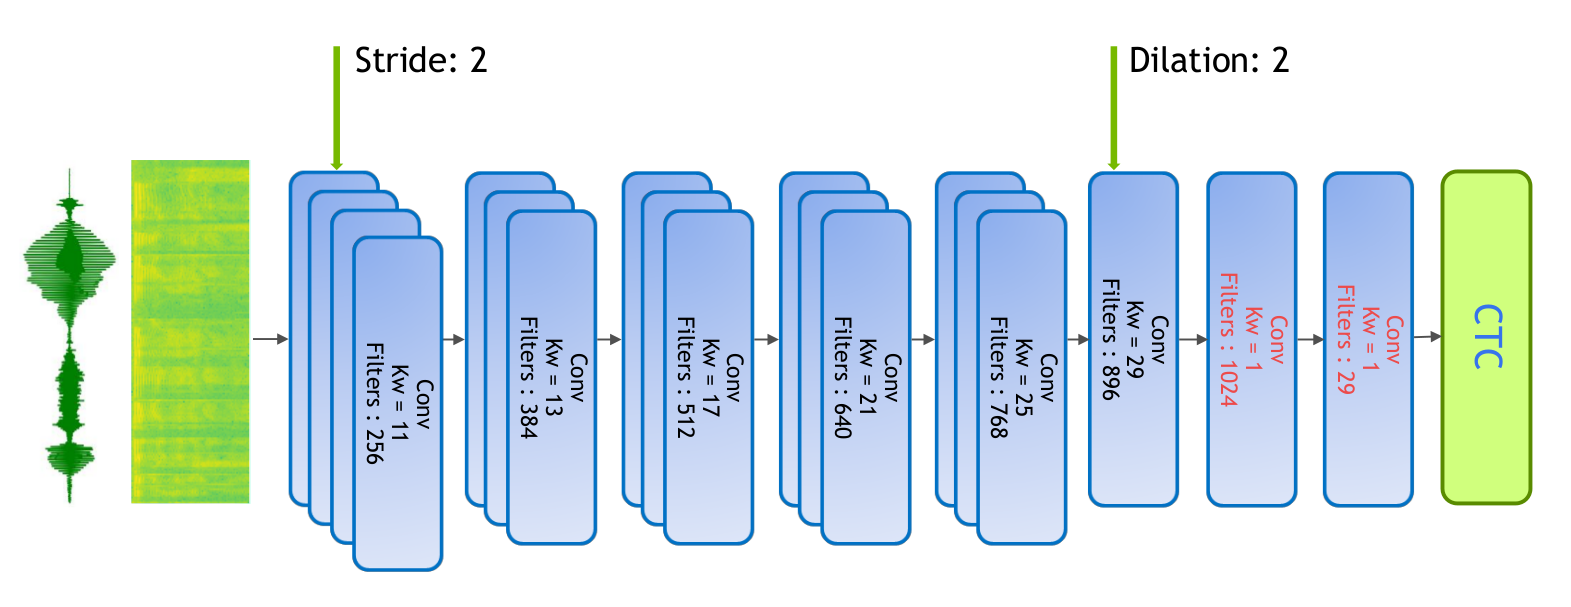 Stride: 2
Dilation: 2
Conv
Kw = 11
Filters : 256
Conv
Kw = 13
Filters : 384
Conv
Kw = 17
Filters : 512
Conv
Kw = 21
Filters : 640
Conv
Kw = 25
Filters : 768
Conv
Kw = 29
Filters : 896
Conv
Kw = 1
Filters : 1024
Conv
Kw = 1
Filters : 29
CTC